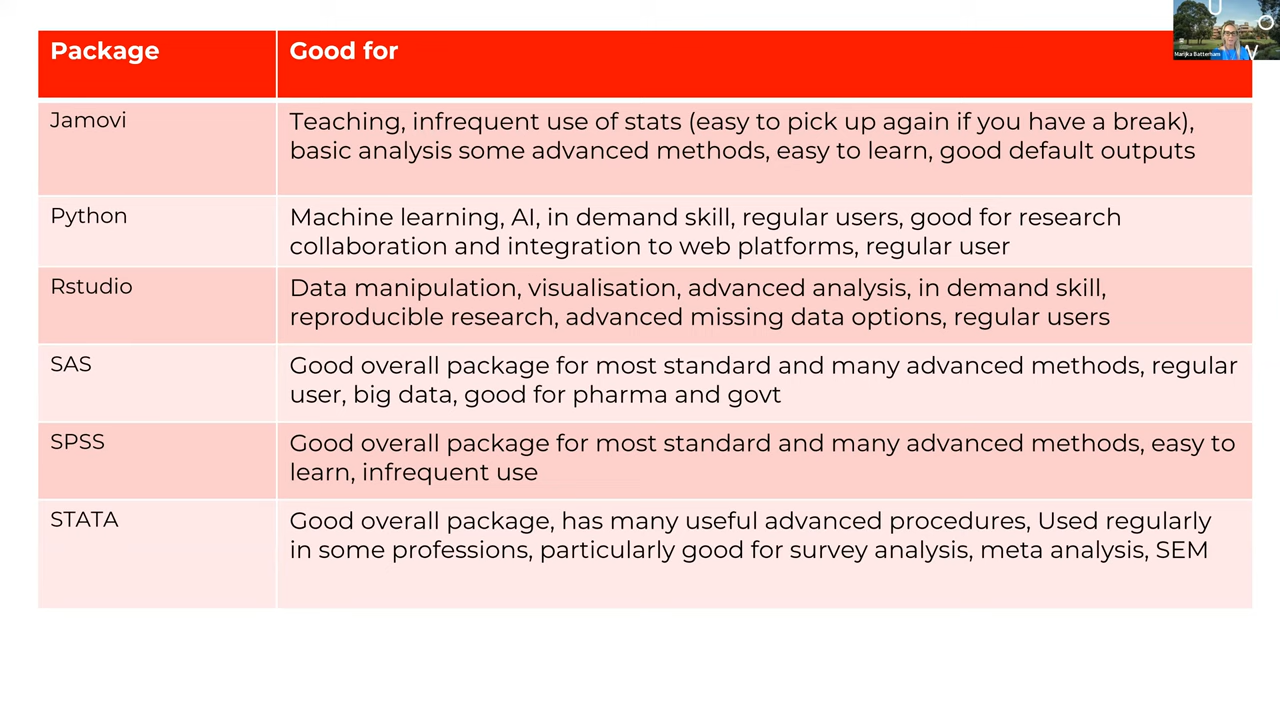 Package
Good for
Jamovi
Teaching, infrequent use of stats (easy to pick up again if you have a break),
basic analysis some advanced methods, easy to learn, good default outputs
Python
Machine learning, AI, in demand skill, regular users, good for research
collaboration and integration to web platforms, regular user
Rstudio
Data manipulation, visualisation, advanced analysis, in demand skill,
reproducible research, advanced missing data options, regular users
SAS
Good overall package for most standard and many advanced methods, regular
user, big data, good for pharma and govt
SPSS
Good overall package for most standard and many advanced methods, easy to
learn, infrequent use
STATA
Good overall package, has many useful advanced procedures, Used regularly
in some professions, particularly good for survey analysis, meta analysis, SEM
U
O
W
Marijka Batterham